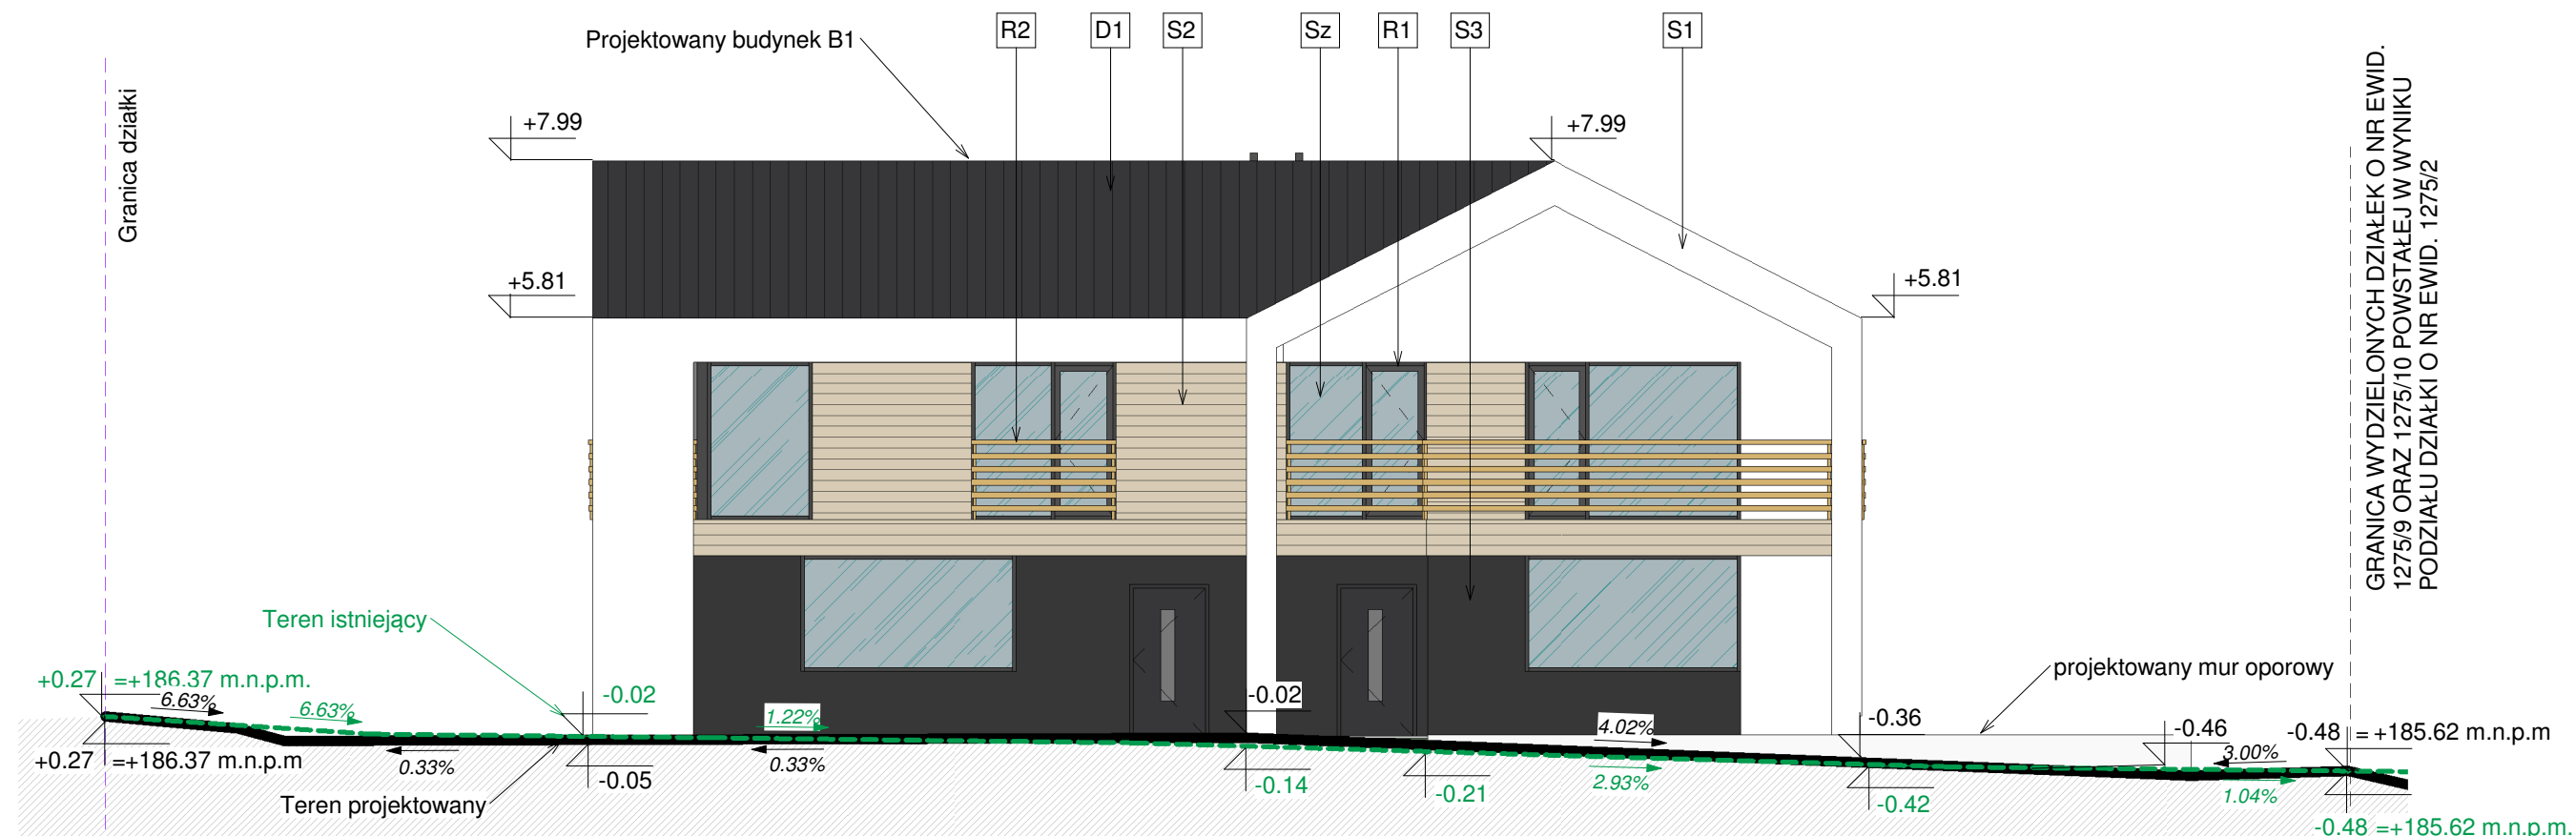 Projektowany budynek B1
R2
D1
S2
Sz
R1
S3
S1
Granica działki
GRANICA WYDZIELONYCH DZIAŁEK O NR EWID.
1275/9 ORAZ 1275/10 POWSTAŁEJ W WYNIKU
PODZIAŁU DZIAŁKI O NR EWID. 1275/2
+7.99
+7.99
+5.81
+5.81
Teren istniejący
projektowany mur oporowy
+0.27 =+186.37 m.n.p.m.
6.63%
6.63%
-0.02
1.22%
-0.02
4.02%
-0.36
-0.46
-0.48 =+185.62 m.n.p.m
+0.27 =+186.37 m.n.p.m
0.33%
-0.05
0.33%
-0.14
-0.21
2.93%
-0.42
3.00%
1.04%
Teren projektowany
-0.48 =+185.62 m.n.p.m.